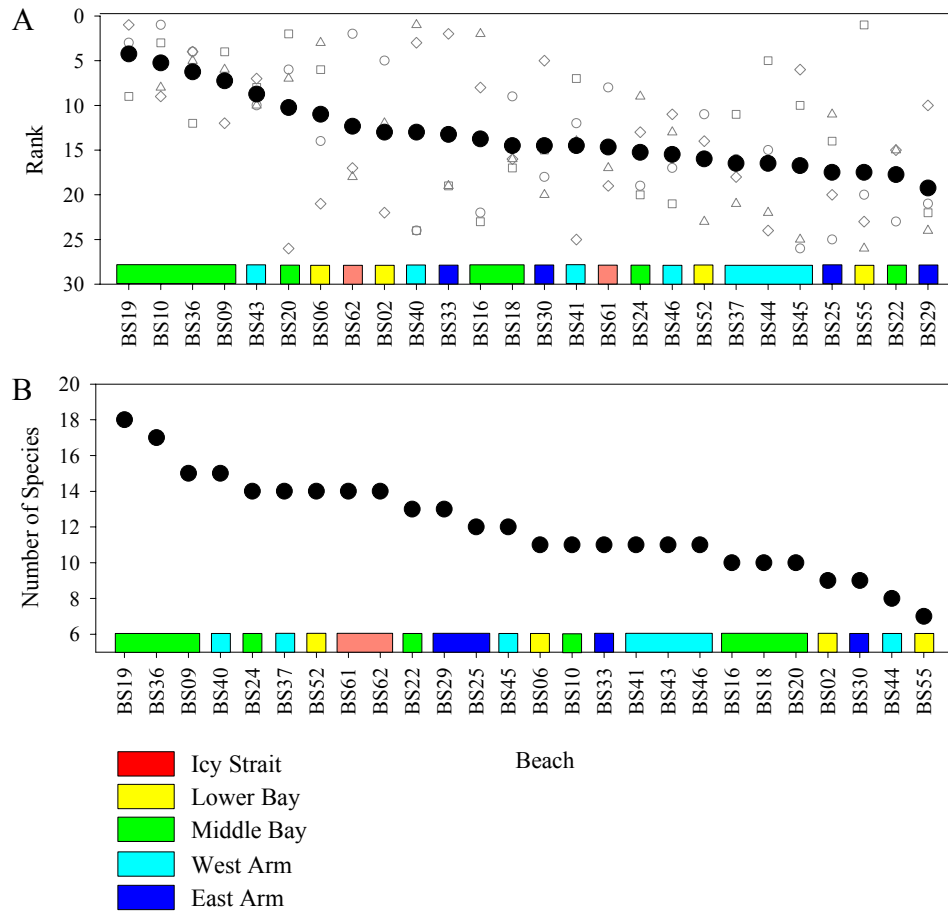 A
Rank
0
5
10
15
20
25
30
BS19 BS10 BS36 BS09 BS43 BS20 BS06 BS62 BS02 BS40 BS33 BS16 BS18 BS30 BS41 BS61 BS24 BS46 BS52 BS37 BS44 BS45 BS25 BS55 BS22 BS29
B
Number of Species
20
18
16
14
12
10
8
6
BS19 BS36 BS09 BS40 BS24 BS37 BS52 BS61 BS62 BS22 BS29 BS25 BS45 BS06 BS10 BS33 BS41 BS43 BS46 BS16 BS18 BS20 BS02 BS30 BS44 BS55
Beach
Icy Strait
Lower Bay
Middle Bay
West Arm
East Arm